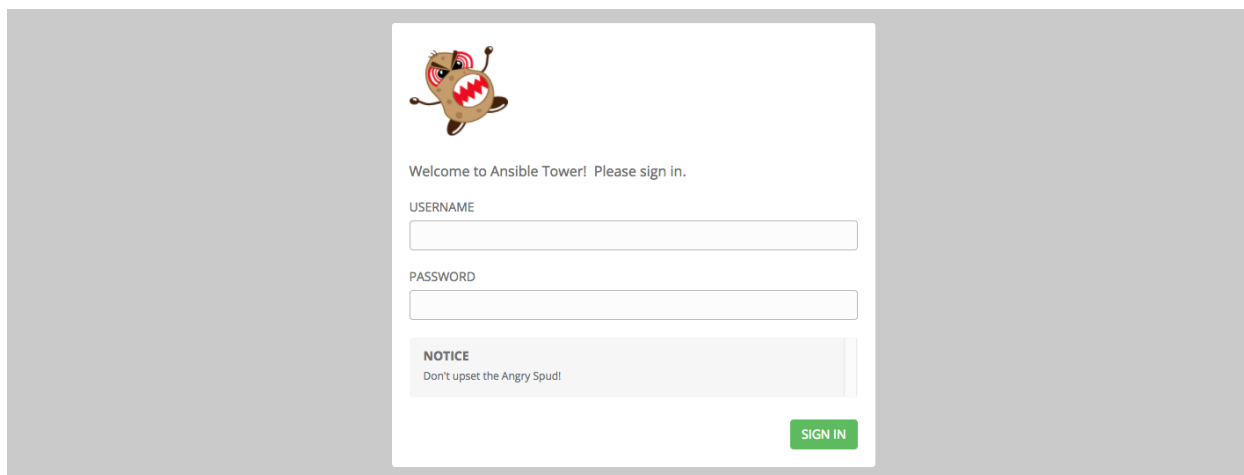 Welcome to Ansible Tower!  Please sign in.
USERNAME
PASSWORD
NOTICE
Don't upset the Angry Spud!
SIGN IN